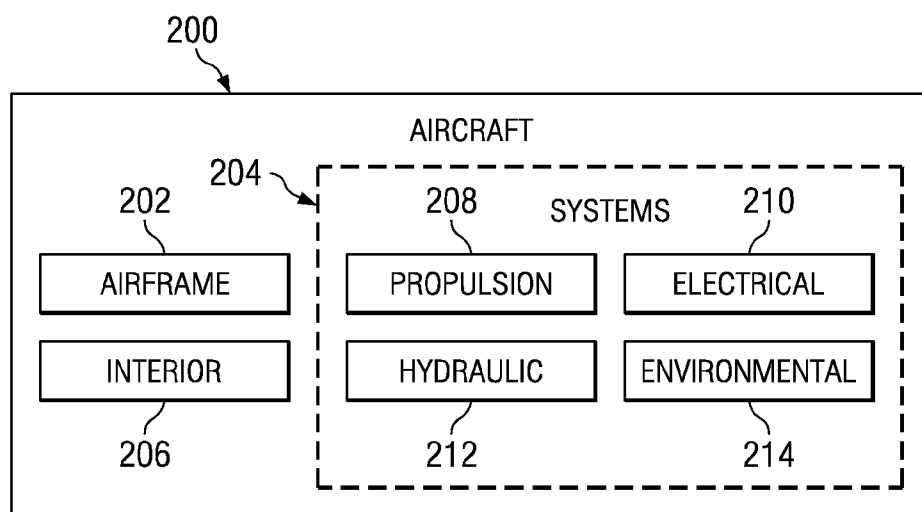 200
AIRCRAFT
204
202
208
SYSTEMS
210
AIRFRAME
PROPULSION
ELECTRICAL
INTERIOR
HYDRAULIC
ENVIRONMENTAL
206
212
214